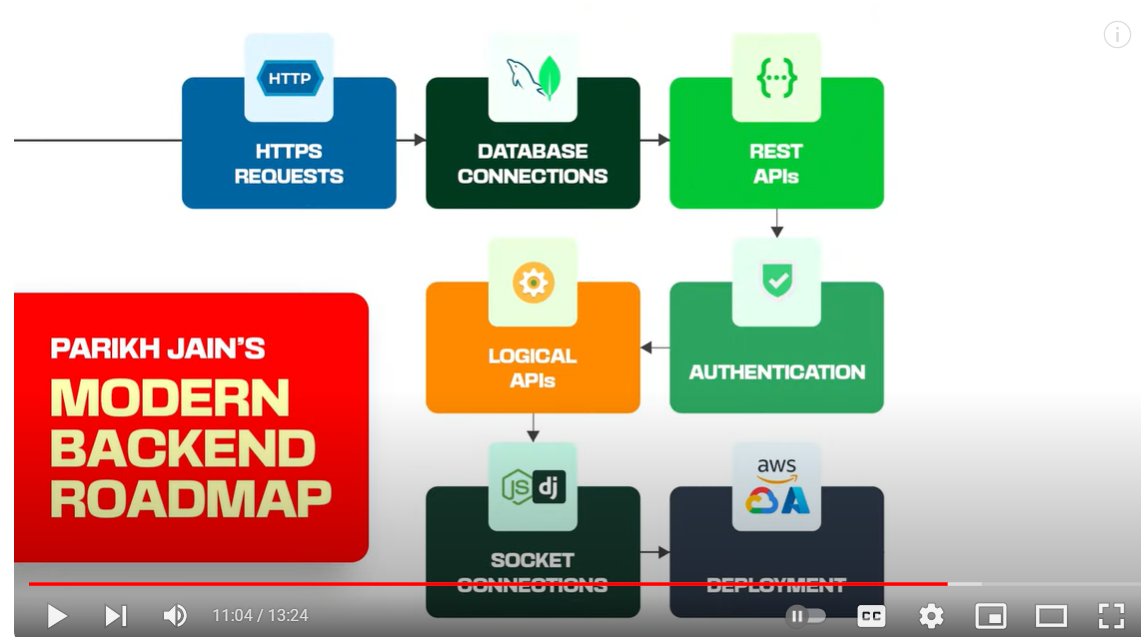 HTTP
HTTPS
REQUESTS
DATABASE
CONNECTIONS
{...}
REST
APIs
LOGICAL
APIs
AUTHENTICATION
PARIKH JAIN'S
MODERN
BACKEND
ROADMAP
JS dj
SOCKET
CONNECTIONS
aws
DEPLOYMENT
11:04 / 13:24
CC